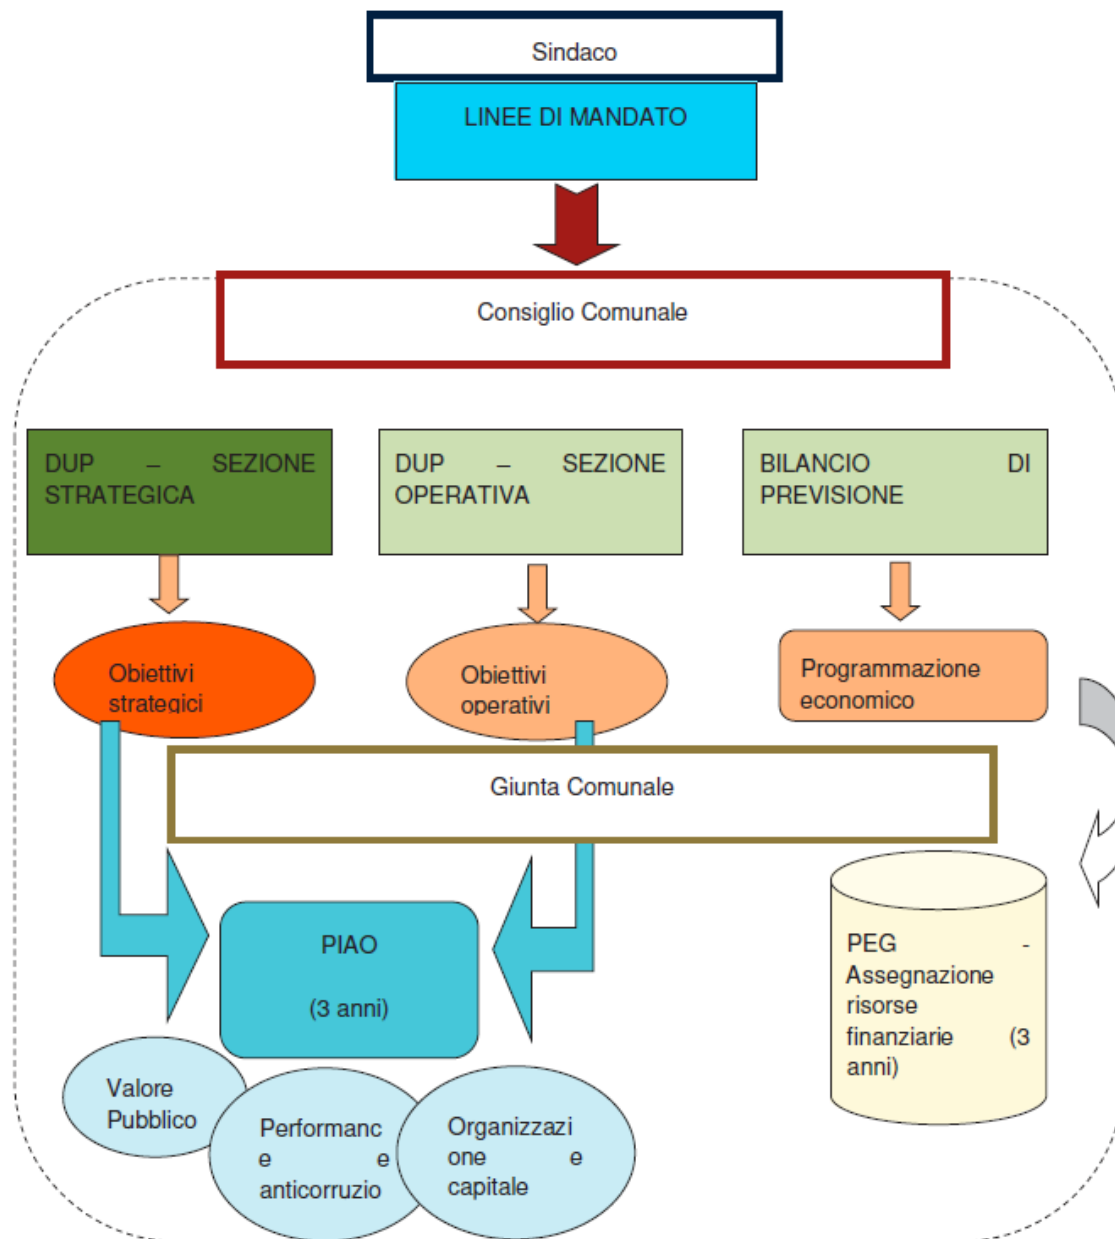 Sindaco
LINEE DI MANDATO
Consiglio Comunale
DUP – SEZIONE
STRATEGICA
DUP – SEZIONE
OPERATIVA
BILANCIO DI
PREVISIONE
Obiettivi
strategici
Obiettivi
operativi
Programmazione
economico
Giunta Comunale
PIAO
(3 anni)
PEG -
Assegnazione
risorse
finanziarie (3
anni)
Valore
Pubblico
Performanc
e e
anticorruzio
Organizzazi
one e
capitale